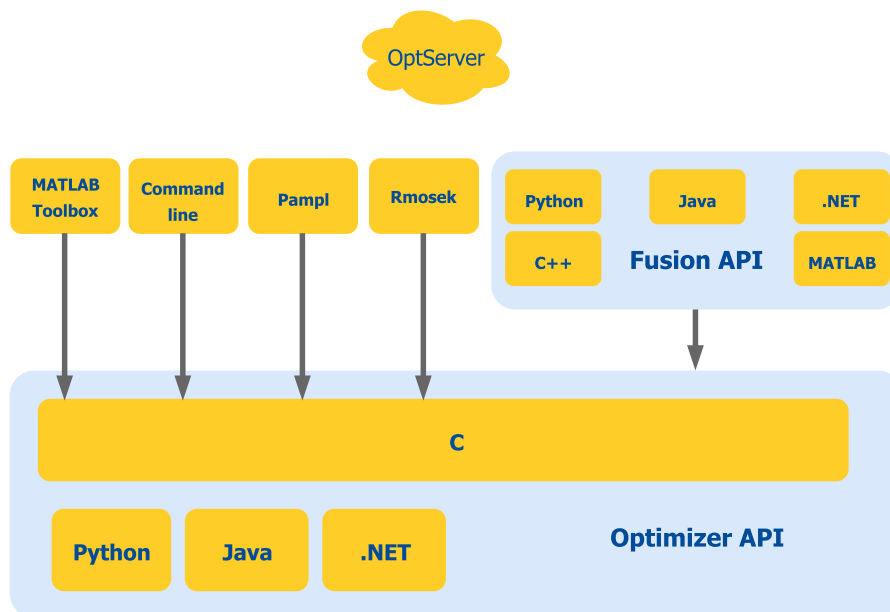 OptServer
MATLAB
Toolbox
Command
line
Pampl
Rmosek
Python
Java
.NET
C++
Fusion API
MATLAB
C
Python
Java
.NET
Optimizer API